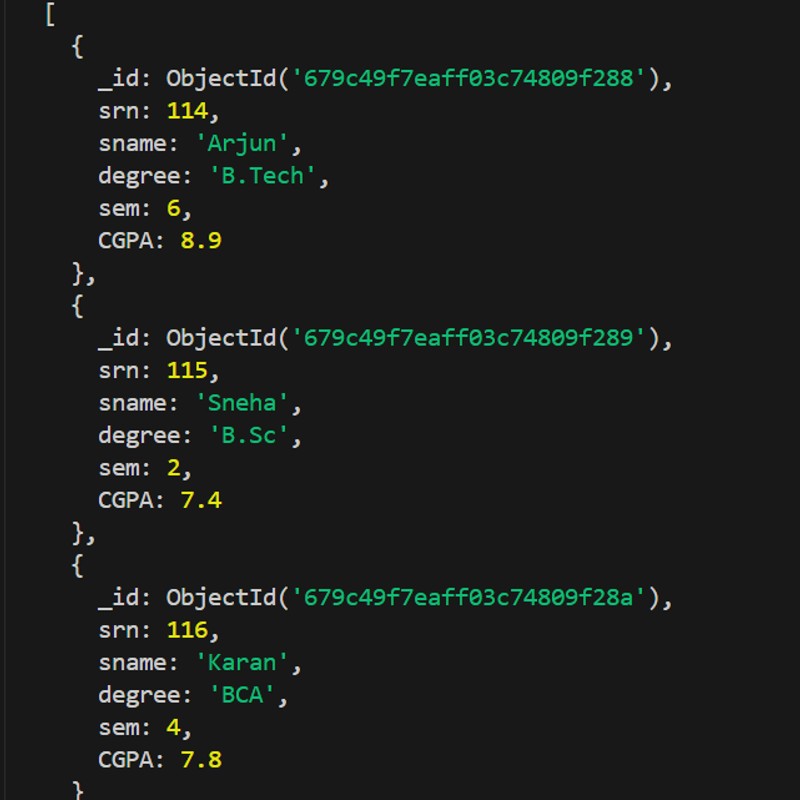 [
{
_id: ObjectId('679c49f7eaff03c74809f288'),
srn: 114,
sname: 'Arjun',
degree: 'B.Tech',
sem: 6,
CGPA: 8.9
},
{
_id: ObjectId('679c49f7eaff03c74809f289'),
srn: 115,
sname: 'Sneha',
degree: 'B.Sc',
sem: 2,
CGPA: 7.4
},
{
_id: ObjectId('679c49f7eaff03c74809f28a'),
srn: 116,
sname: 'Karan',
degree: 'BCA',
sem: 4,
CGPA: 7.8
}